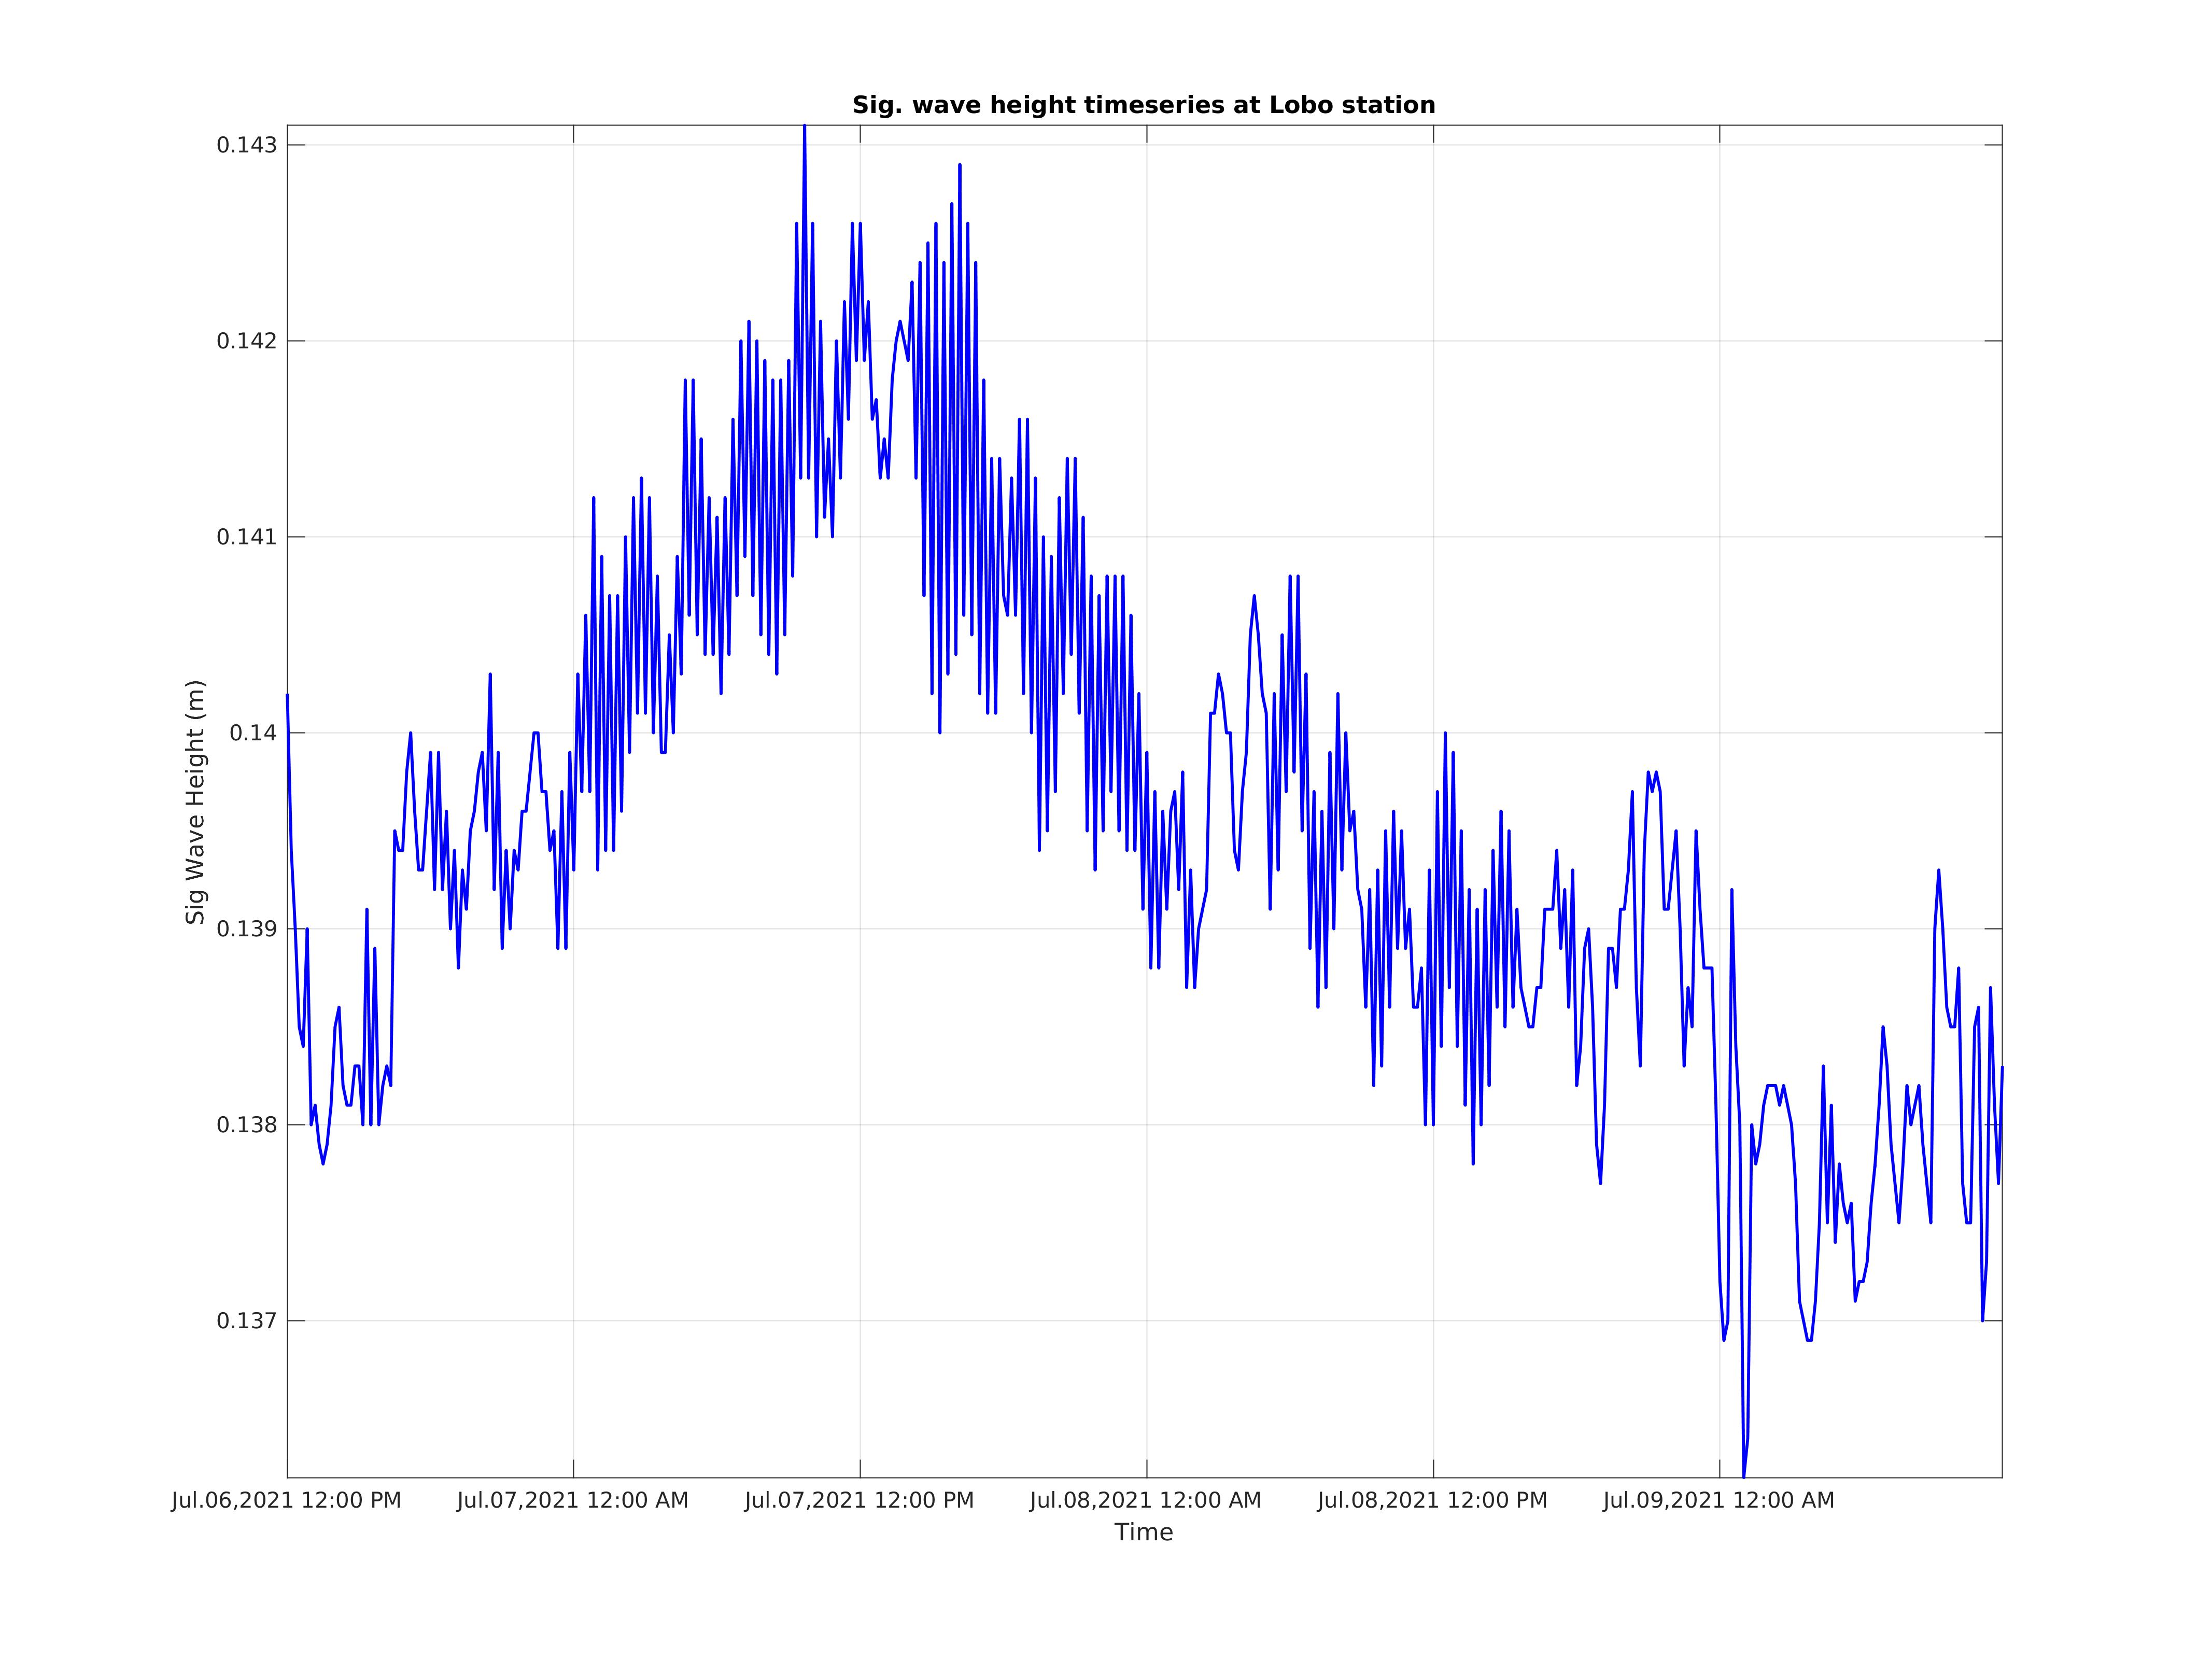 Sig. wave height timeseries at Lobo station
0.143
0.142
0.141
0.14
0.139
0.138
0.137
Sig Wave Height (m)
Jul.06,2021 12:00 PM Jul.07,2021 12:00 AM Jul.07,2021 12:00 PM Jul.08,2021 12:00 AM Jul.08,2021 12:00 PM Jul.09,2021 12:00 AM
Time